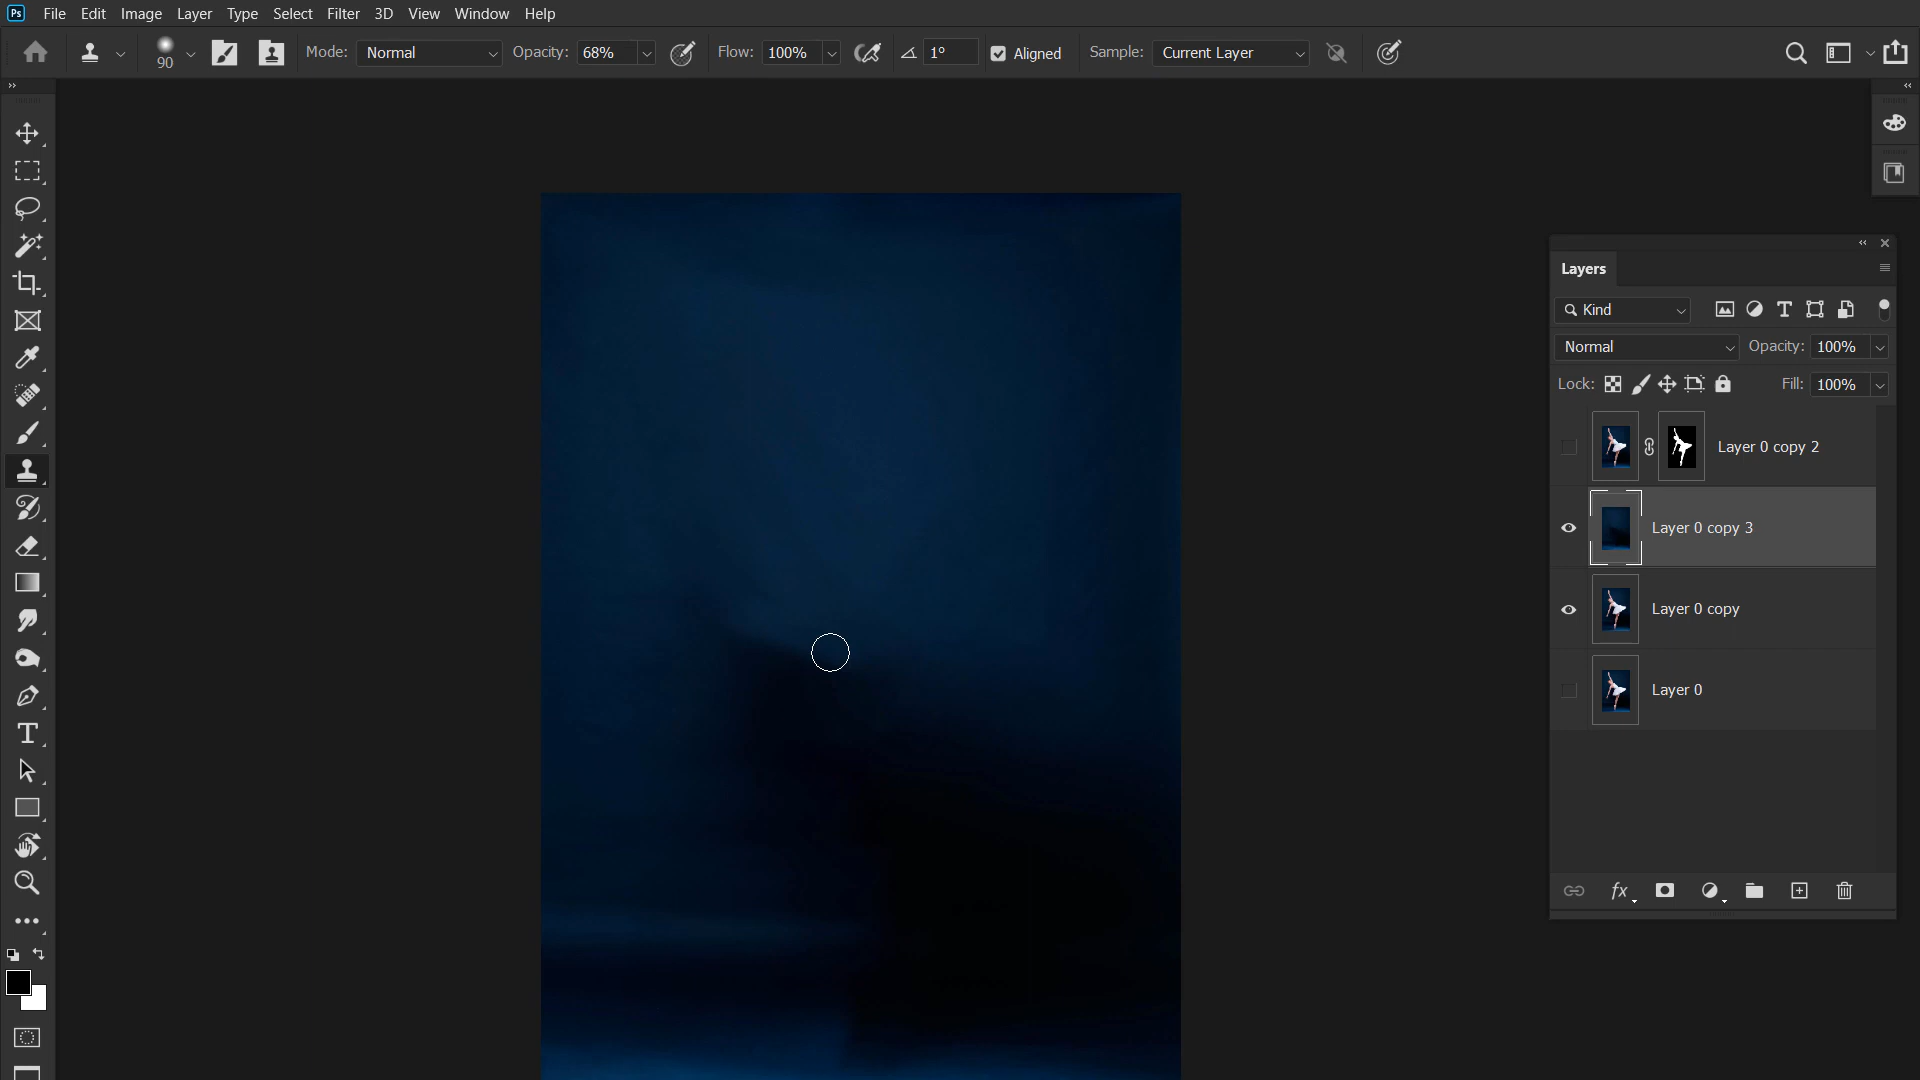 Ps File Edit Image Layer Type Select Filter 3D View Window Help
90 Mode: Normal Opacity: 68% Flow: 100% 1° Aligned Sample: Current Layer
Layers
Kind
Normal Opacity: 100%
Lock: Fill: 100%
Layer 0 copy 2
Layer 0 copy 3
Layer 0 copy
Layer 0
fx